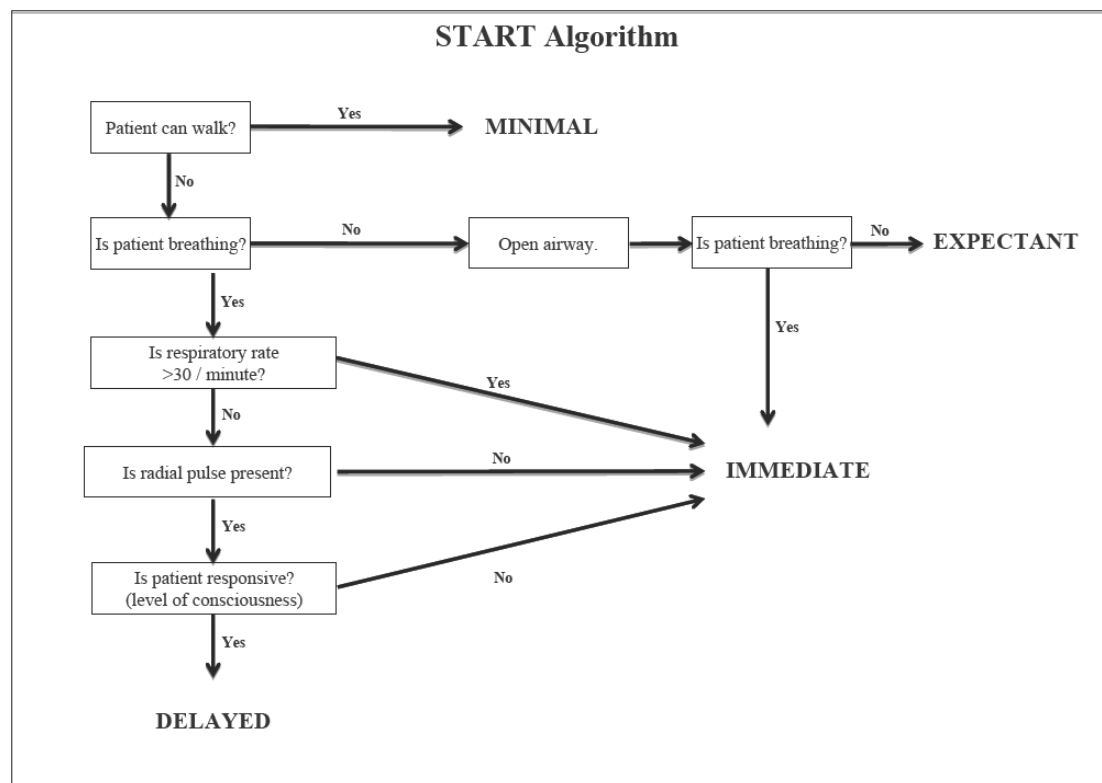 START Algorithm
Patient can walk?
Yes
MINIMAL
No
Is patient breathing?
No
Open airway.
Is patient breathing?
No
EXPECTANT
Yes
Yes
Is respiratory rate
>30 / minute?
Yes
No
Is radial pulse present?
No
IMMEDIATE
Yes
Is patient responsive?
(level of consciousness)
No
Yes
DELAYED